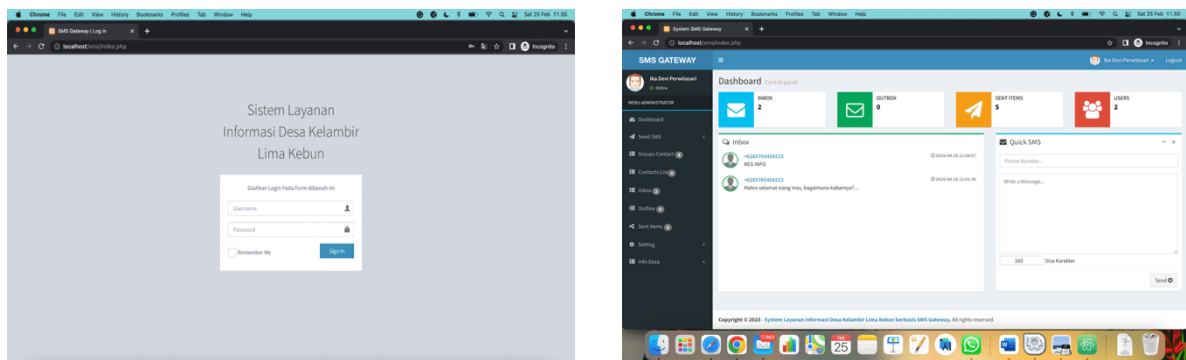 Chrome File Edit View History Bookmarks Profiles Tab Window Help
Sat 25 Feb 11.55
SMS Gateway | Log in
localhost/sms/index.php
Incognito
Sistem Layanan
Informasi Desa Kelambir
Lima Kebun
Silahkan Login Pada Form dibawah ini
Username
Password
Remember Me
Sign In
Chrome File Edit View History Bookmarks Profiles Tab Window Help
Sat 25 Feb 11.50
System SMS Gateway
localhost/sms/index.php
Incognito
SMS GATEWAY
Ika Devi Perwitasari
Logout
Ika Devi Perwitasari
Online
MENU ADMINISTRATOR
Dashboard
Send SMS
Groups Contact
Contacts List
Inbox
Outbox
Sent Items
Setting
Info Desa
Dashboard Control panel
INBOX
2
OUTBOX
0
SENT ITEMS
5
USERS
2
Inbox
+6285765456523
REG INFO
+6285765456523
Haloo selamat siang mas, bagaimana kabarnya?...
Quick SMS
Phone Number...
Write a Message...
160 Sisa Karakter
Send
Copyright © 2023 - System Layanan Informasi Desa Kelambir Lima Kebun berbasis SMS Gateway. All rights reserved.
FEB
25